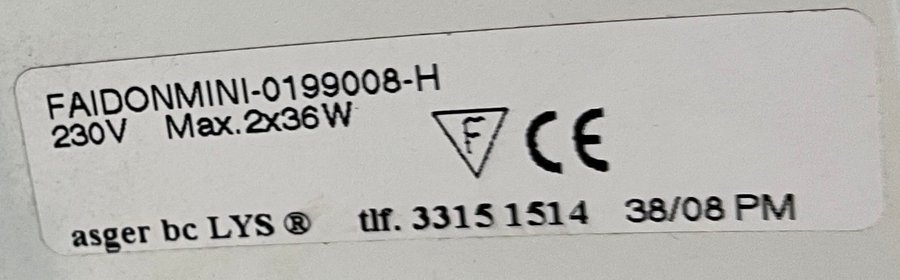 FAIDONMINI-0199008-H
230V Max.2x36W
F CE
asger bc LYS ® tlf. 3315 1514 38/08 PM